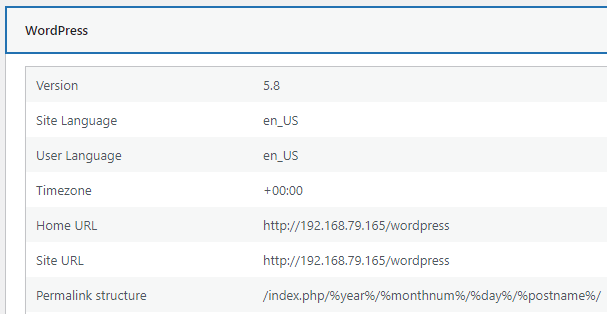 WordPress
Version 5.8
Site Language en_US
User Language en_US
Timezone +00:00
Home URL http://192.168.79.165/wordpress
Site URL http://192.168.79.165/wordpress
Permalink structure /index.php/%year%/%monthnum%/%day%/%postname%/